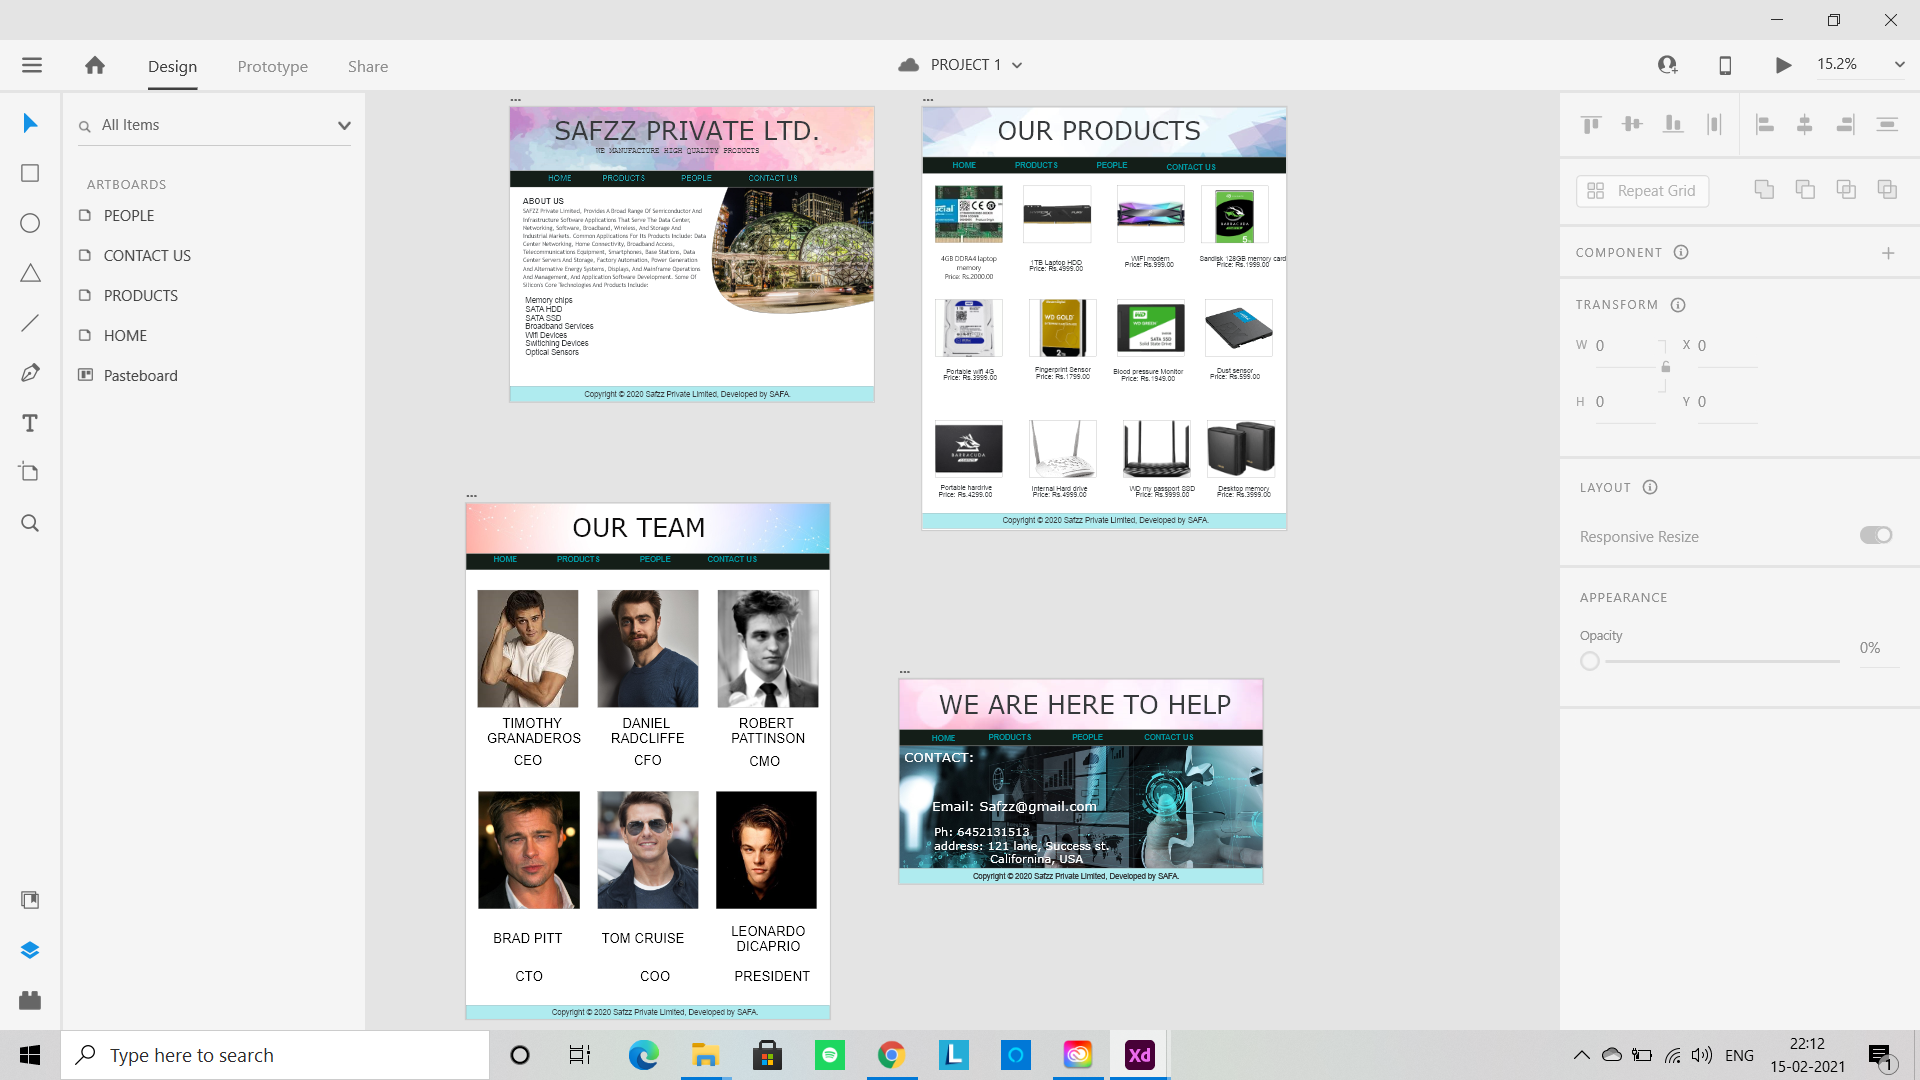 Design
Prototype
Share
PROJECT 1
15.2%
All Items
ARTBOARDS
PEOPLE
CONTACT US
PRODUCTS
HOME
Pasteboard
SAFZZ PRIVATE LTD.
WE MANUFACTURE HIGH QUALITY PRODUCTS
HOME PRODUCTS PEOPLE CONTACT US
ABOUT US
SAFZZ Private Limited, Provides A Broad Range Of Semiconductor And
Infrastructure Software Applications That Serve The Data Center,
Networking, Software, Broadband, Wireless, And Storage And
Industrial Markets. Common Applications For Its Products Include: Data
Center Networking, Home Connectivity, Broadband Access,
Telecommunications Equipment, Smartphones, Base Stations, Data
Center Servers And Storage, Factory Automation, Power Generation
And Alternative Energy Systems, Displays, And Mainframe Operations
And Management, And Application Software Development. Some Of
Silicon's Core Technologies And Products Include:
Memory chips
SATA HDD
SATA SSD
Broadband Services
Wifi Devices
Switiching Devices
Optical Sensors
Copyright © 2020 Safzz Private Limited, Developed by SAFA.
OUR PRODUCTS
HOME PRODUCTS PEOPLE CONTACT US
4GB DDRA4 laptop
memory
Price: Rs.2000.00
1TB Laptop HDD
Price: Rs.4999.00
WIFI modem
Price: Rs.999.00
Sandisk 128GB memory card
Price: Rs.1999.00
WD GOLD
2TB
WD GREEN
SATA SSD
Solid State Drive
Portable wifi 4G
Price: Rs.3999.00
Fingerprint Sensor
Price: Rs.1799.00
Blood pressure Monitor
Price: Rs.1949.00
Dust sensor
Price: Rs.599.00
BARRACUDA
Portable hardrive
Price: Rs.4299.00
Internal Hard drive
Price: Rs.4999.00
WD my passport SSD
Price: Rs.9999.00
Desktop memory
Price: Rs.3999.00
Copyright © 2020 Safzz Private Limited, Developed by SAFA.
OUR TEAM
HOME PRODUCTS PEOPLE CONTACT US
TIMOTHY
GRANADEROS
CEO
DANIEL
RADCLIFFE
CFO
ROBERT
PATTINSON
CMO
BRAD PITT
CTO
TOM CRUISE
COO
LEONARDO
DICAPRIO
PRESIDENT
Copyright © 2020 Safzz Private Limited, Developed by SAFA.
WE ARE HERE TO HELP
HOME PRODUCTS PEOPLE CONTACT US
CONTACT:
Email: Safzz@gmail.com
Ph: 6452131513
address: 121 lane, Success st.
Californina, USA
Copyright © 2020 Safzz Private Limited, Developed by SAFA.
Repeat Grid
COMPONENT
TRANSFORM
W 0 X 0
H 0 Y 0
LAYOUT
Responsive Resize
APPEARANCE
Opacity
0%
Type here to search
L
Xd
ENG
22:12
15-02-2021
1